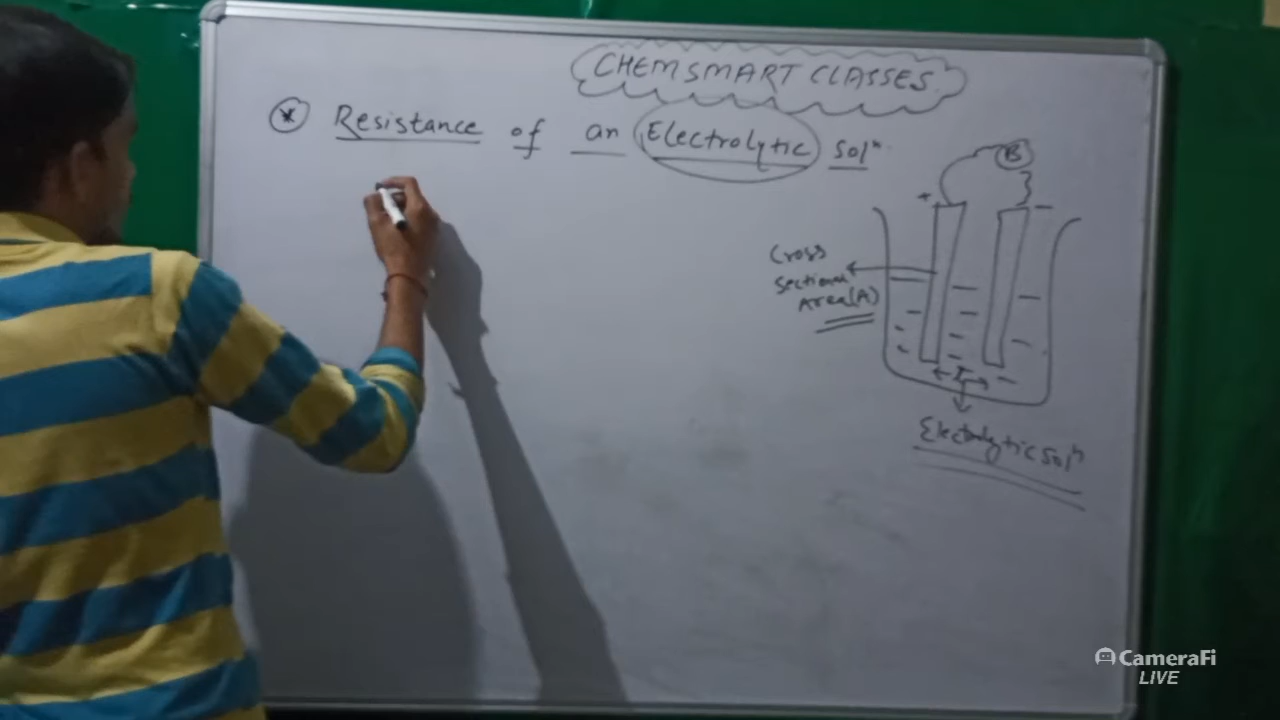 CHEMSMART CLASSES
* Resistance of an Electrolytic solⁿ.
B
+ −
Cross
Sectional
Area(A)
l
Electrolytic solⁿ
CameraFi
LIVE